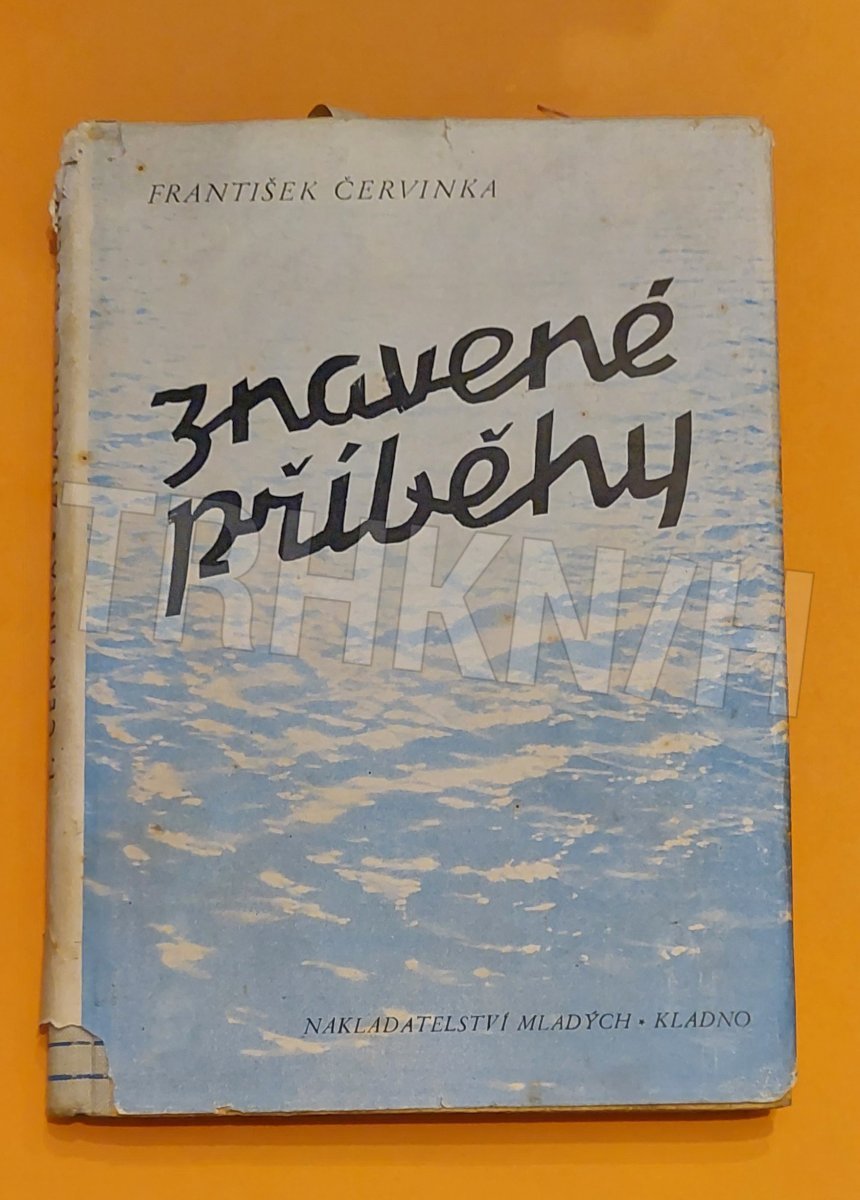 FRANTIŠEK ČERVINKA
znavené
příběhy
TRHKNIH
NAKLADATELSTVÍ MLADÝCH • KLADNO